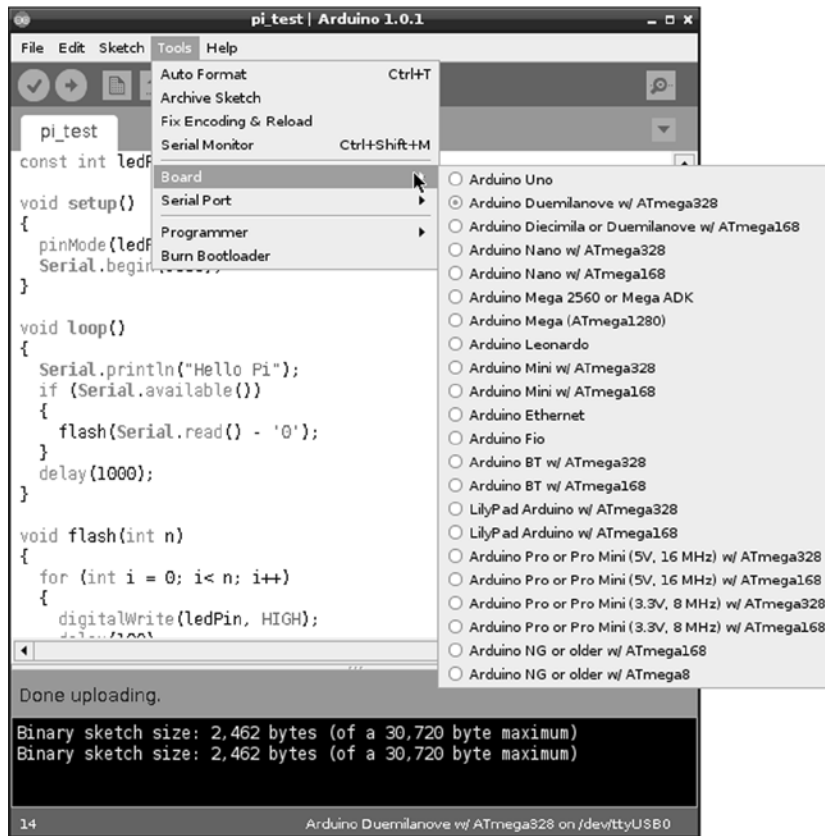 pi_test | Arduino 1.0.1
File Edit Sketch Tools Help
Auto Format Ctrl+T
Archive Sketch
Fix Encoding & Reload
Serial Monitor Ctrl+Shift+M
Board
Serial Port
Programmer
Burn Bootloader
Arduino Uno
Arduino Duemilanove w/ ATmega328
Arduino Diecimila or Duemilanove w/ ATmega168
Arduino Nano w/ ATmega328
Arduino Nano w/ ATmega168
Arduino Mega 2560 or Mega ADK
Arduino Mega (ATmega1280)
Arduino Leonardo
Arduino Mini w/ ATmega328
Arduino Mini w/ ATmega168
Arduino Ethernet
Arduino Fio
Arduino BT w/ ATmega328
Arduino BT w/ ATmega168
LilyPad Arduino w/ ATmega328
LilyPad Arduino w/ ATmega168
Arduino Pro or Pro Mini (5V, 16 MHz) w/ ATmega328
Arduino Pro or Pro Mini (5V, 16 MHz) w/ ATmega168
Arduino Pro or Pro Mini (3.3V, 8 MHz) w/ ATmega328
Arduino Pro or Pro Mini (3.3V, 8 MHz) w/ ATmega168
Arduino NG or older w/ ATmega168
Arduino NG or older w/ ATmega8
pi_test
const int
void setup()
{
pinMode(
Serial.begin
}
void loop()
{
Serial.println("Hello Pi");
if (Serial.available())
{
flash(Serial.read() - '0');
}
delay(1000);
}
void flash(int n)
{
for (int i = 0; i< n; i++)
{
digitalWrite(ledPin, HIGH);
Done uploading.
Binary sketch size: 2,462 bytes (of a 30,720 byte maximum)
Binary sketch size: 2,462 bytes (of a 30,720 byte maximum)
14 Arduino Duemilanove w/ ATmega328 on /dev/ttyUSB0